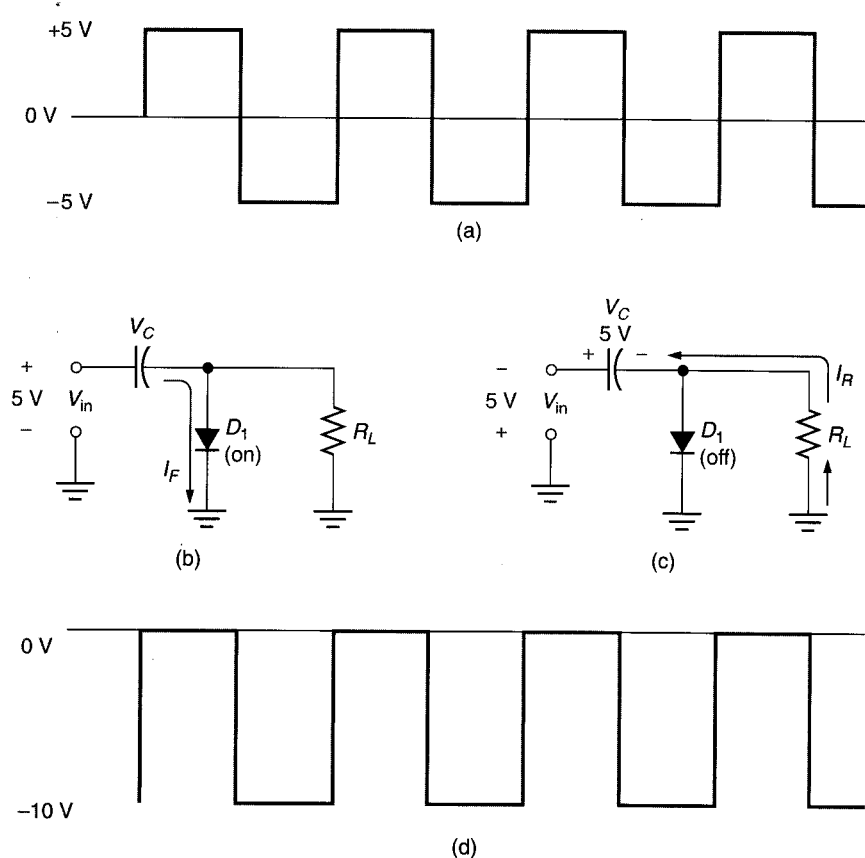 +5 V
0 V
−5 V
(a)
V_C
+
5 V
V_in
−
I_F
D_1
(on)
R_L
(b)
V_C
5 V
+ −
−
5 V
V_in
+
I_R
D_1
(off)
R_L
(c)
0 V
−10 V
(d)